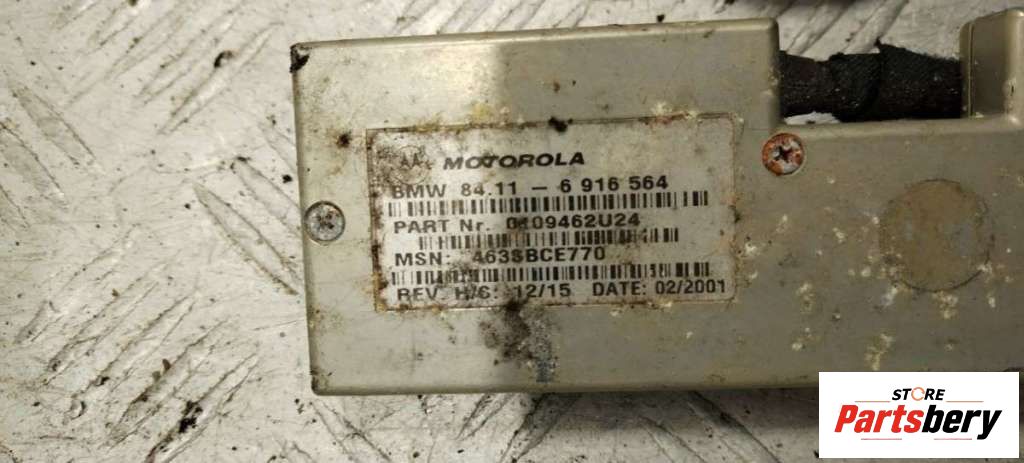 MOTOROLA
BMW 84.11 - 6 916 564
PART Nr. 0109462U24
MSN: 463SBCE770
REV. H/S: 12/15 DATE: 02/2001
STORE
Partsbery